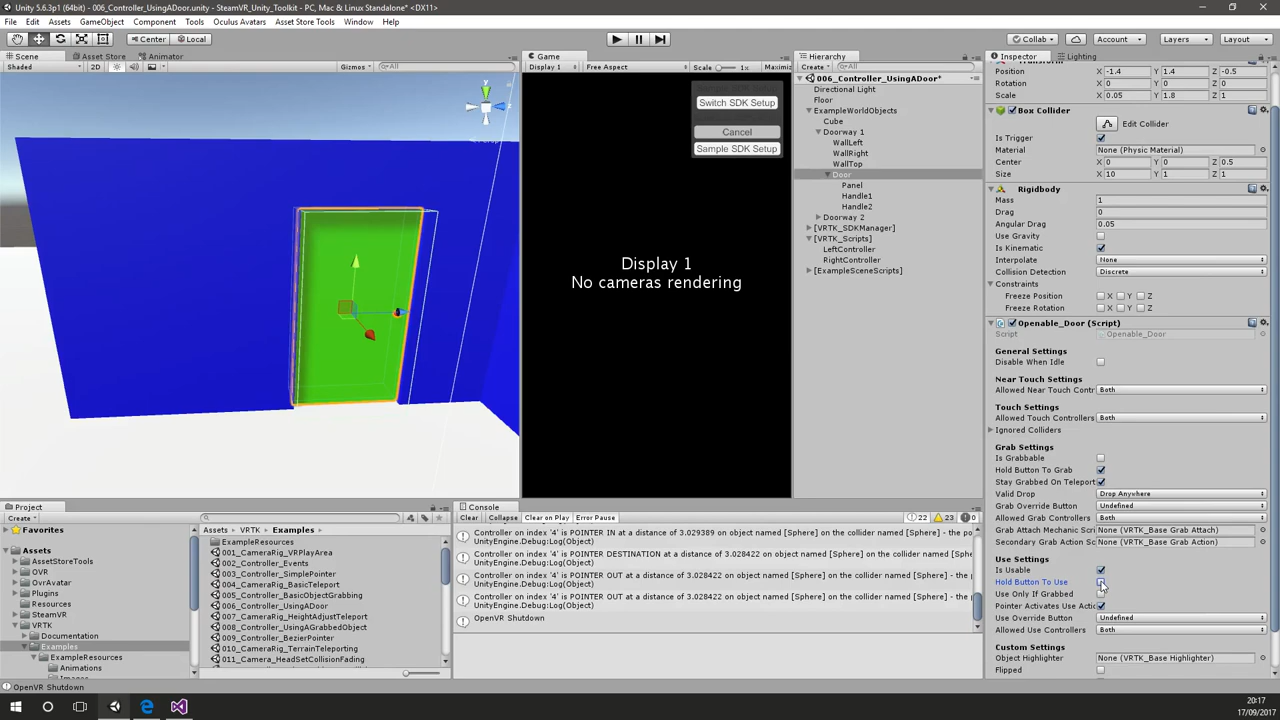 Unity 5.6.3p1 (64bit) - 006_Controller_UsingADoor.unity - SteamVR_Unity_Toolkit - PC, Mac & Linux Standalone* <DX11>
File Edit Assets GameObject Component Tools Oculus Avatars Asset Store Tools Window Help
Center Local Collab Account Layers Layout
Scene Asset Store Animator
Shaded 2D Gizmos All
Game
Display 1 Free Aspect Scale 1x Maximiz
Switch SDK Setup
Cancel
Sample SDK Setup
Display 1
No cameras rendering
Hierarchy
Create All
006_Controller_UsingADoor*
Directional Light
Floor
ExampleWorldObjects
Cube
Doorway 1
WallLeft
WallRight
WallTop
Door
Panel
Handle1
Handle2
Doorway 2
[VRTK_SDKManager]
[VRTK_Scripts]
LeftController
RightController
[ExampleSceneScripts]
Inspector Lighting
Position X -1.4 Y 1.4 Z -0.5
Rotation X 0 Y 0 Z 0
Scale X 0.05 Y 1.8 Z 1
Box Collider
Edit Collider
Is Trigger
Material None (Physic Material)
Center X 0 Y 0 Z 0.5
Size X 10 Y 1 Z 1
Rigidbody
Mass 1
Drag 0
Angular Drag 0.05
Use Gravity
Is Kinematic
Interpolate None
Collision Detection Discrete
Constraints
Freeze Position X Y Z
Freeze Rotation X Y Z
Openable_Door (Script)
Script Openable_Door
General Settings
Disable When Idle
Near Touch Settings
Allowed Near Touch Contr Both
Touch Settings
Allowed Touch Controllers Both
Ignored Colliders
Grab Settings
Is Grabbable
Hold Button To Grab
Stay Grabbed On Teleport
Valid Drop Drop Anywhere
Grab Override Button Undefined
Allowed Grab Controllers Both
Grab Attach Mechanic Scri None (VRTK_Base Grab Attach)
Secondary Grab Action Sc None (VRTK_Base Grab Action)
Use Settings
Is Usable
Hold Button To Use
Use Only If Grabbed
Pointer Activates Use Actio
Use Override Button Undefined
Allowed Use Controllers Both
Custom Settings
Object Highlighter None (VRTK_Base Highlighter)
Flipped
Project
Create
Favorites
Assets
AssetStoreTools
OVR
OvrAvatar
Plugins
Resources
SteamVR
VRTK
Documentation
Examples
ExampleResources
Animations
Assets VRTK Examples
ExampleResources
001_CameraRig_VRPlayArea
002_Controller_Events
003_Controller_SimplePointer
004_CameraRig_BasicTeleport
005_Controller_BasicObjectGrabbing
006_Controller_UsingADoor
007_CameraRig_HeightAdjustTeleport
008_Controller_UsingAGrabbedObject
009_Controller_BezierPointer
010_CameraRig_TerrainTeleporting
011_Camera_HeadSetCollisionFading
Console
Clear Collapse Clear on Play Error Pause 22 23 0
Controller on index '4' is POINTER IN at a distance of 3.029389 on object named [Sphere] on the collider named [Sphere] - the po
UnityEngine.Debug:Log(Object)
Controller on index '4' is POINTER DESTINATION at a distance of 3.028422 on object named [Sphere] on the collider named [Sphere]
UnityEngine.Debug:Log(Object)
Controller on index '4' is POINTER OUT at a distance of 3.028422 on object named [Sphere] on the collider named [Sphere] - the p
UnityEngine.Debug:Log(Object)
Controller on index '4' is POINTER OUT at a distance of 3.028422 on object named [Sphere] on the collider named [Sphere] - the p
UnityEngine.Debug:Log(Object)
OpenVR Shutdown
OpenVR Shutdown
20:17
17/09/2017